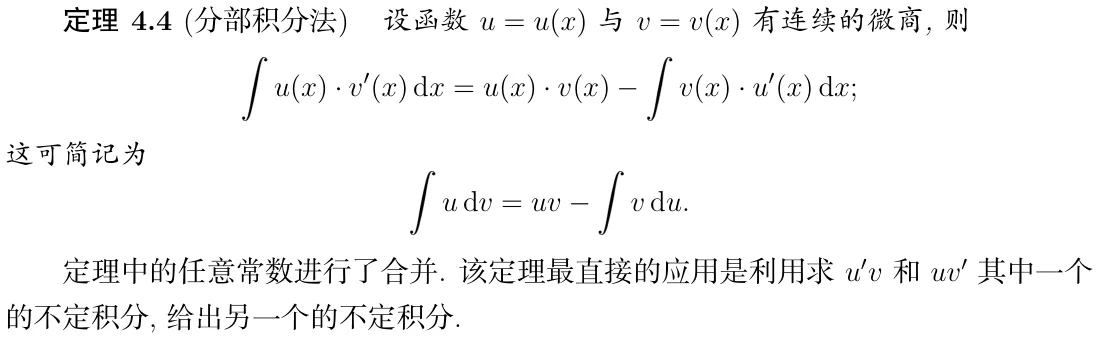 定理 4.4 (分部积分法) 设函数 u = u(x) 与 v = v(x) 有连续的微商, 则
∫ u(x) · v′(x) dx = u(x) · v(x) − ∫ v(x) · u′(x) dx;
这可简记为
∫ u dv = uv − ∫ v du.
定理中的任意常数进行了合并. 该定理最直接的应用是利用求 u′v 和 uv′ 其中一个
的不定积分, 给出另一个的不定积分.